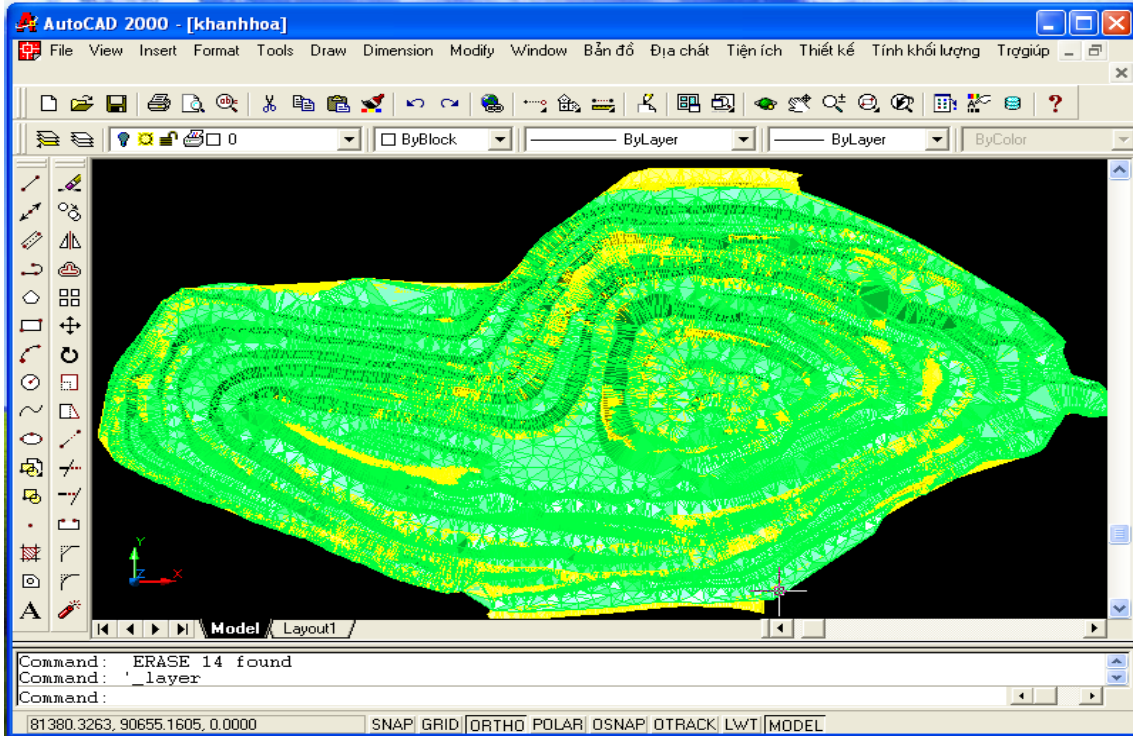 AutoCAD 2000 - [khanhhoa]
File View Insert Format Tools Draw Dimension Modify Window Bản đồ Địa chất Tiện ích Thiết kế Tính khối lượng Trợgiúp
0 ByBlock ByLayer ByLayer ByColor
Y
Z X
A
Model Layout1
Command: ERASE 14 found
Command: '_layer
Command:
81380.3263, 90655.1605, 0.0000 SNAP GRID ORTHO POLAR OSNAP OTRACK LWT MODEL